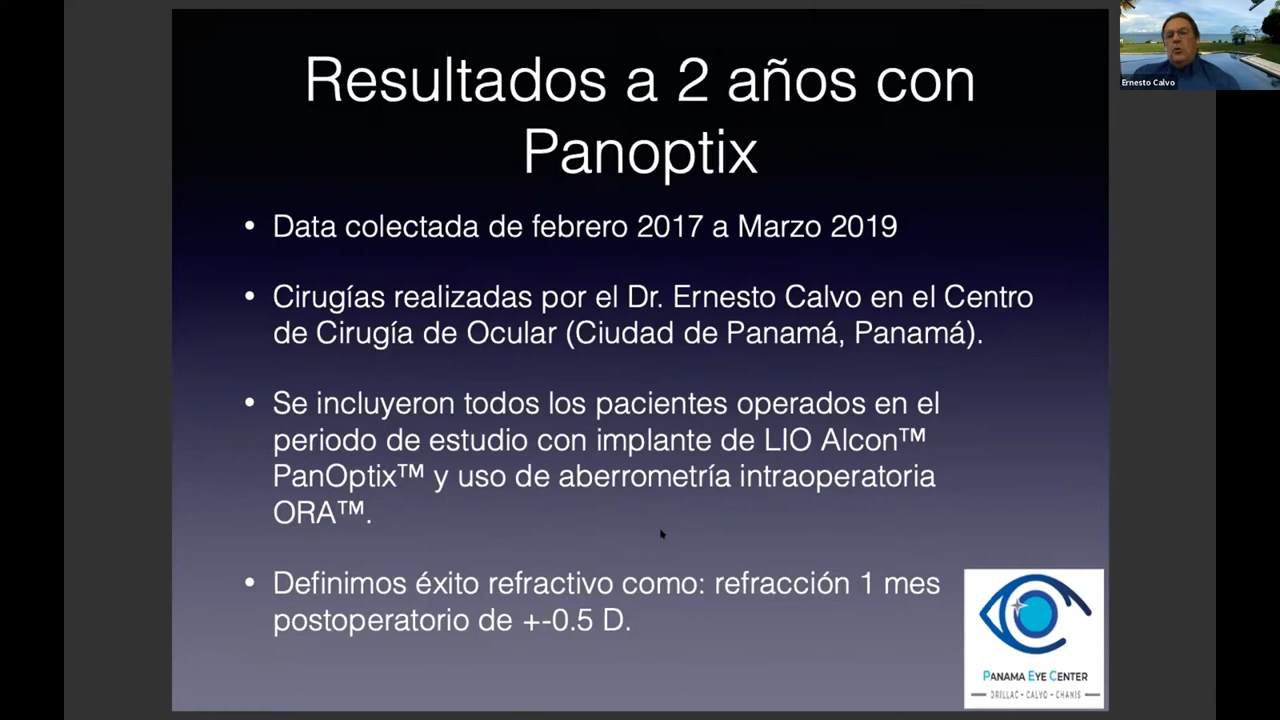 Resultados a 2 años con
Panoptix
• Data colectada de febrero 2017 a Marzo 2019
• Cirugías realizadas por el Dr. Ernesto Calvo en el Centro
de Cirugía de Ocular (Ciudad de Panamá, Panamá).
• Se incluyeron todos los pacientes operados en el
periodo de estudio con implante de LIO Alcon™
PanOptix™ y uso de aberrometría intraoperatoria
ORA™.
• Definimos éxito refractivo como: refracción 1 mes
postoperatorio de +-0.5 D.
PANAMA EYE CENTER
DRILLAC - CALVO - CHANIS
Ernesto Calvo